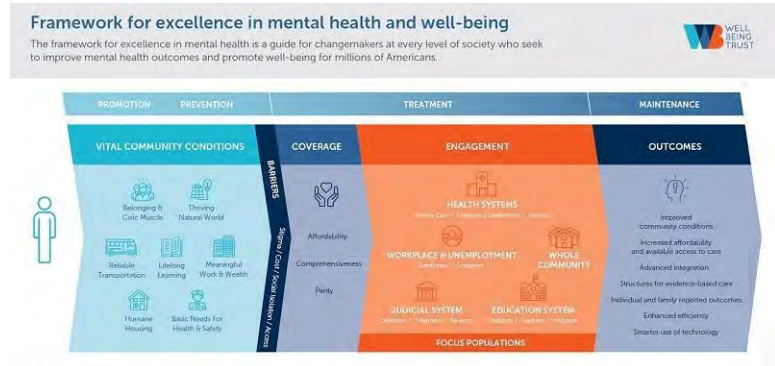 Framework for excellence in mental health and well-being
The framework for excellence in mental health is a guide for changemakers at every level of society who seek
to improve mental health outcomes and promote well-being for millions of Americans.
WELL
BEING
TRUST
PROMOTION PREVENTION
TREATMENT
MAINTENANCE
VITAL COMMUNITY CONDITIONS
Belonging &
Civic Muscle
Thriving
Natural World
Reliable
Transportation
Lifelong
Learning
Meaningful
Work & Wealth
Humane
Housing
Basic Needs For
Health & Safety
BARRIERS
Stigma / Cost / Social Isolation / Access
COVERAGE
Affordability
Comprehensiveness
Parity
ENGAGEMENT
HEALTH SYSTEMS
WORKPLACE & UNEMPLOYMENT
WHOLE
COMMUNITY
JUDICIAL SYSTEM
EDUCATION SYSTEM
FOCUS POPULATIONS
OUTCOMES
Improved
community conditions
Increased affordability
and available access to care
Advanced integration
Structures for evidence-based care
Individual and family reported outcomes
Enhanced efficiency
Smarter use of technology